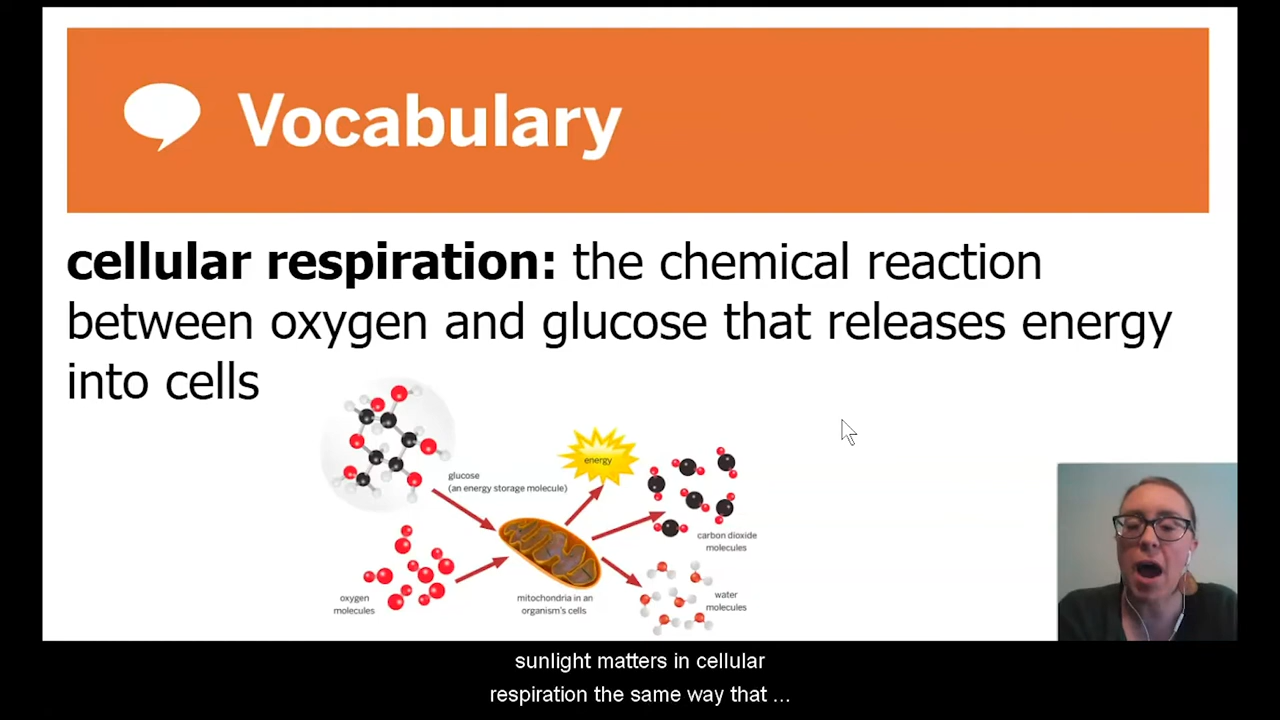 Vocabulary
cellular respiration: the chemical reaction
between oxygen and glucose that releases energy
into cells
glucose
(an energy storage molecule)
energy
carbon dioxide
molecules
oxygen
molecules
mitochondria in an
organism's cells
water
molecules
sunlight matters in cellular
respiration the same way that ...